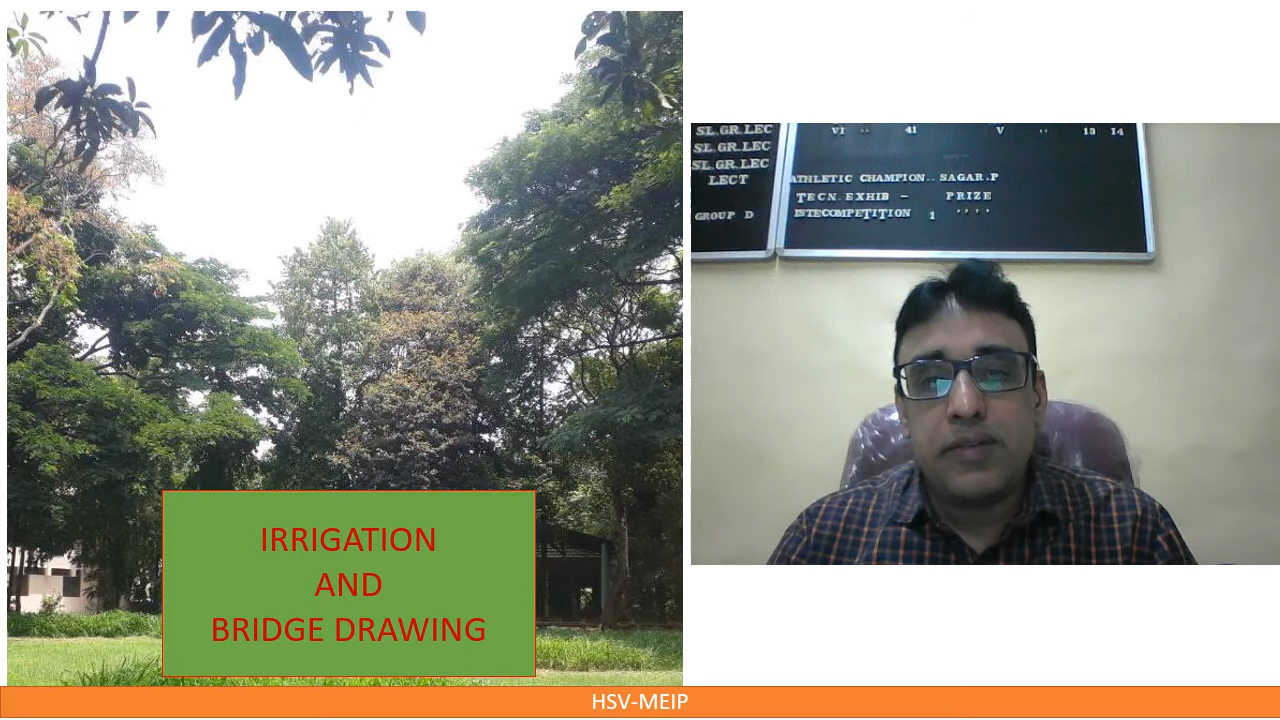 IRRIGATION
AND
BRIDGE DRAWING
SL.GR.LEC
SL.GR.LEC
SL.GR.LEC
LECT
GROUP D
VI " 41 V " 13 14
ATHLETIC CHAMPION.. SAGAR.P
TECN.EXHIB - PRIZE
ISTECOMPETITION 1 ""
HSV-MEIP